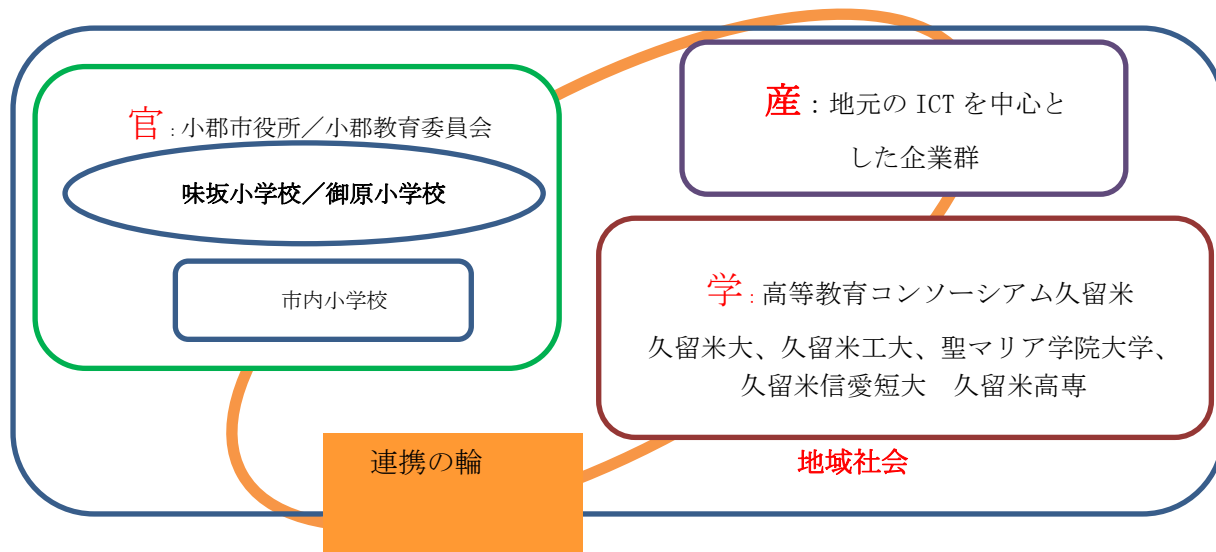 官：小郡市役所／小郡教育委員会
味坂小学校／御原小学校
市内小学校
産：地元の ICT を中心と
した企業群
学：高等教育コンソーシアム久留米
久留米大、久留米工大、聖マリア学院大学、
久留米信愛短大　久留米高専
連携の輪
地域社会